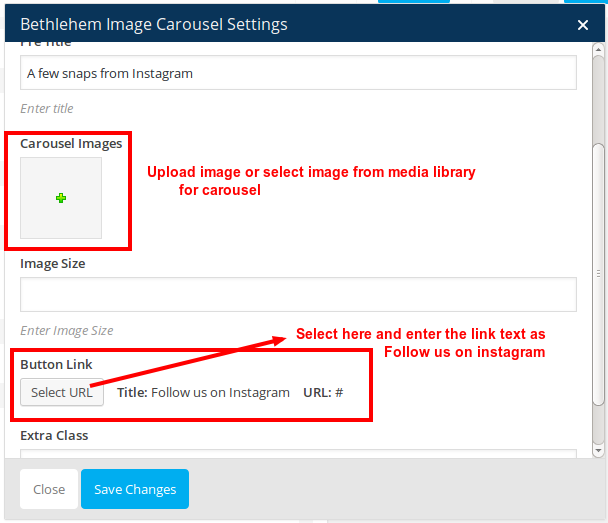 Bethlehem Image Carousel Settings
Pre Title
A few snaps from Instagram
Enter title
Carousel Images
Upload image or select image from media library
for carousel
Image Size
Enter Image Size
Select here and enter the link text as
Follow us on instagram
Button Link
Select URL Title: Follow us on Instagram URL: #
Extra Class
Close Save Changes